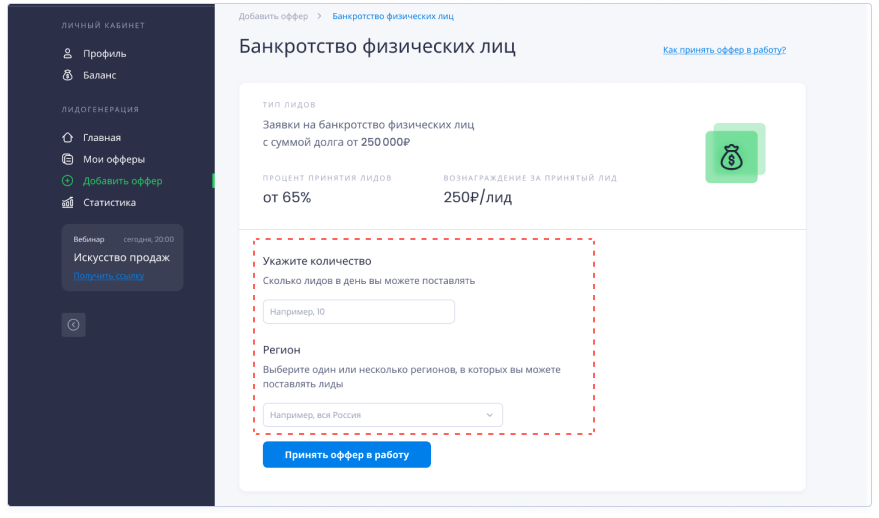 ЛИЧНЫЙ КАБИНЕТ
Профиль
Баланс
ЛИДОГЕНЕРАЦИЯ
Главная
Мои офферы
Добавить оффер
Статистика
Вебинар сегодня, 20:00
Искусство продаж
Получить ссылку
Добавить оффер > Банкротство физических лиц
Банкротство физических лиц
Как принять оффер в работу?
ТИП ЛИДОВ
Заявки на банкротство физических лиц
с суммой долга от 250 000₽
ПРОЦЕНТ ПРИНЯТИЯ ЛИДОВ
от 65%
ВОЗНАГРАЖДЕНИЕ ЗА ПРИНЯТЫЙ ЛИД
250₽/лид
Укажите количество
Сколько лидов в день вы можете поставлять
Например, 10
Регион
Выберите один или несколько регионов, в которых вы можете
поставлять лиды
Например, вся Россия
Принять оффер в работу